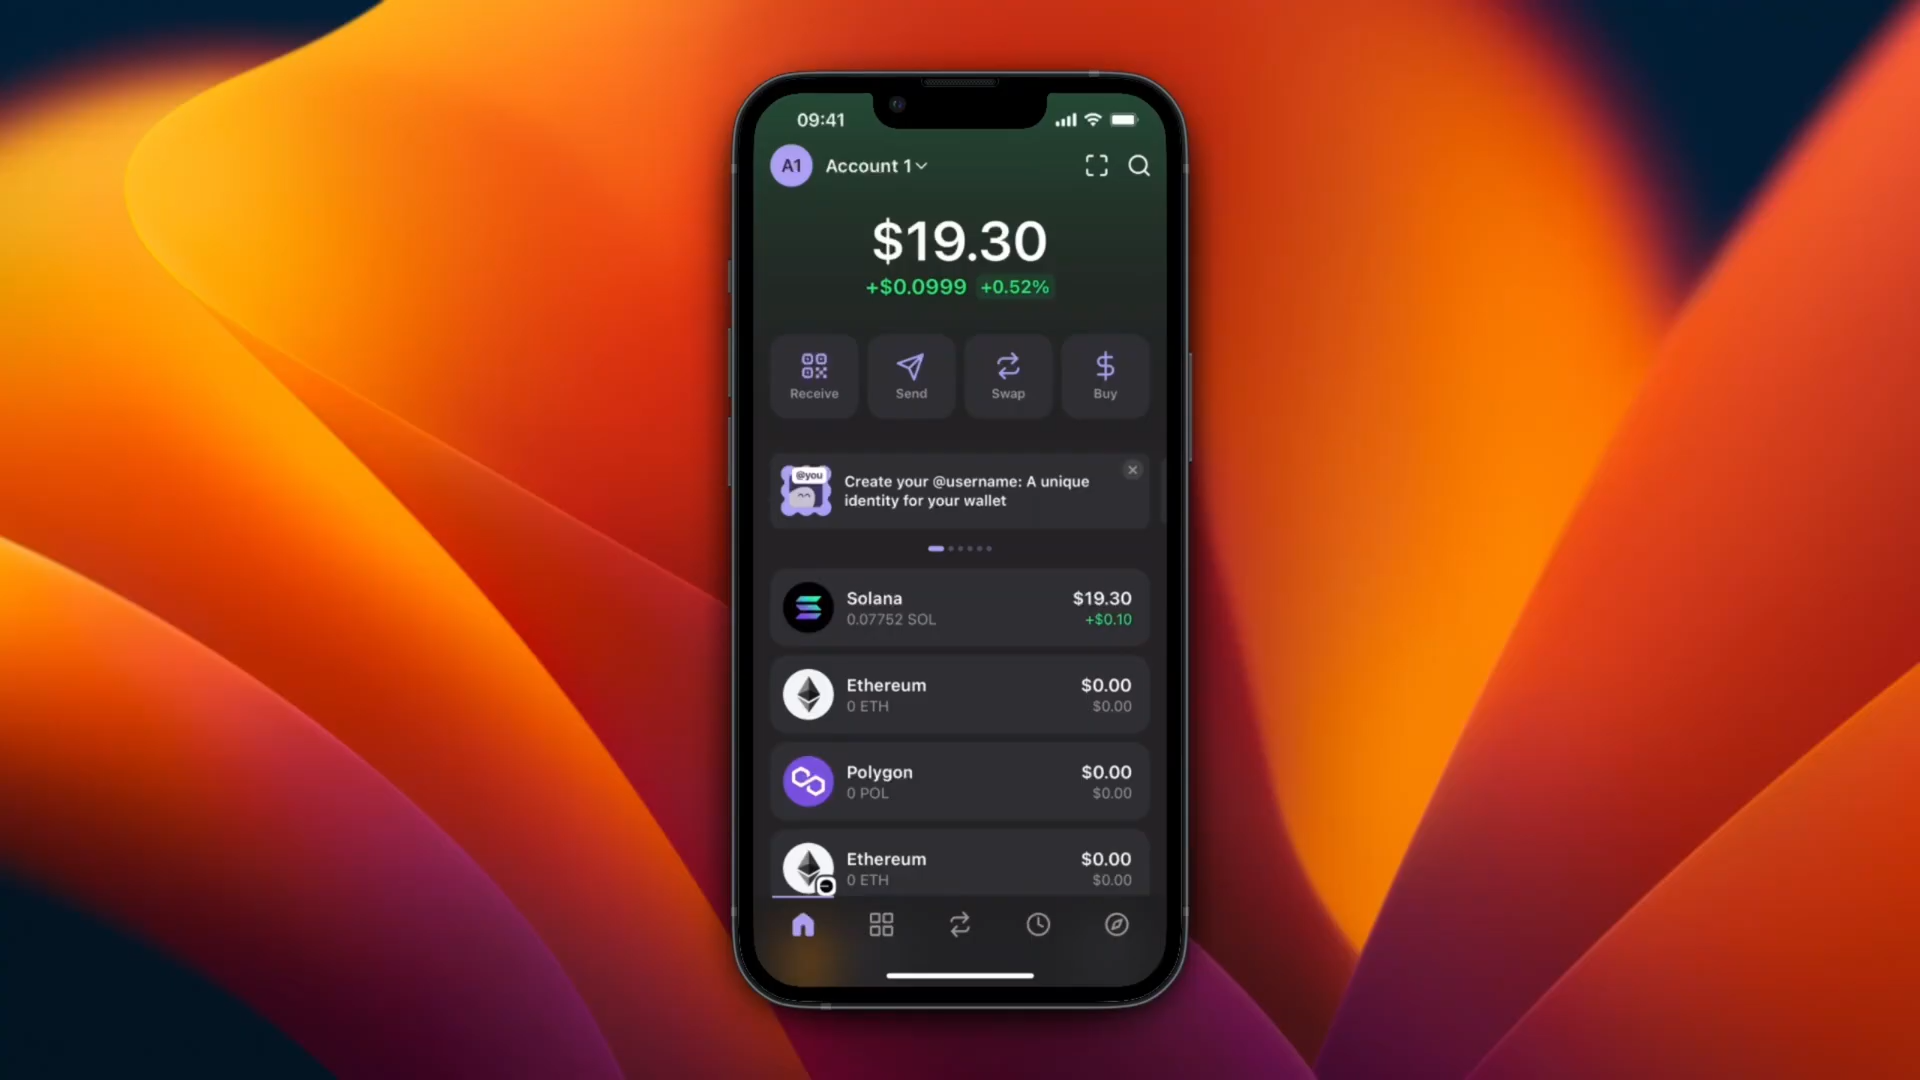 09:41
A1 Account 1
$19.30
+$0.0999 +0.52%
Receive Send Swap Buy
@you
Create your @username: A unique
identity for your wallet
Solana $19.30
0.07752 SOL +$0.10
Ethereum $0.00
0 ETH $0.00
Polygon $0.00
0 POL $0.00
Ethereum $0.00
0 ETH $0.00